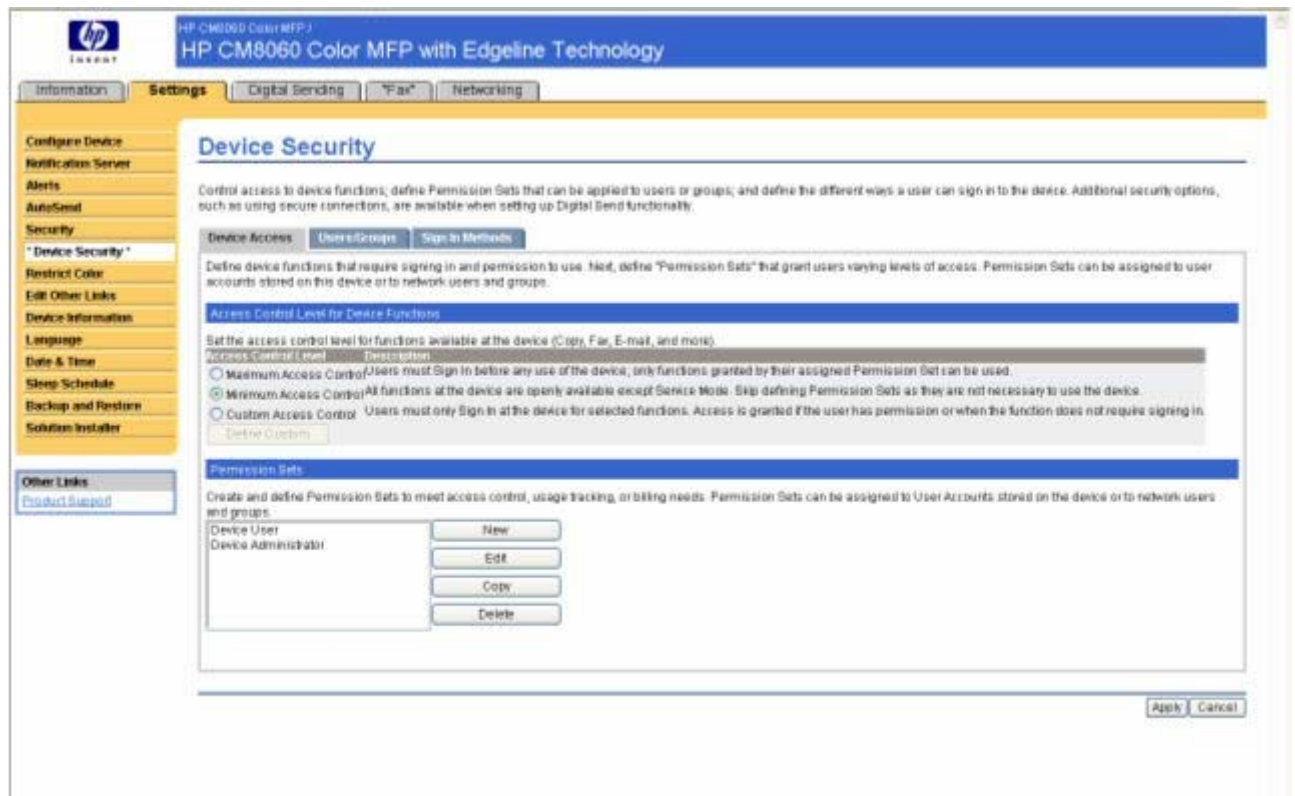 hp
invent
HP CM8060 Color MFP /
HP CM8060 Color MFP with Edgeline Technology
Information
Settings
Digital Sending
"Fax"
Networking
Configure Device
Notification Server
Alerts
AutoSend
Security
* Device Security *
Restrict Color
Edit Other Links
Device Information
Language
Date & Time
Sleep Schedule
Backup and Restore
Solution Installer
Other Links
Product Support
Device Security
Control access to device functions; define Permission Sets that can be applied to users or groups; and define the different ways a user can sign in to the device. Additional security options,
such as using secure connections, are available when setting up Digital Send functionality.
Device Access
Users/Groups
Sign In Methods
Define device functions that require signing in and permission to use. Next, define "Permission Sets" that grant users varying levels of access. Permission Sets can be assigned to user
accounts stored on this device or to network users and groups.
Access Control Level for Device Functions
Set the access control level for functions available at the device (Copy, Fax, E-mail, and more).
Access Control Level Description
Maximum Access Control Users must Sign In before any use of the device; only functions granted by their assigned Permission Set can be used.
Minimum Access Control All functions at the device are openly available except Service Mode. Skip defining Permission Sets as they are not necessary to use the device.
Custom Access Control Users must only Sign In at the device for selected functions. Access is granted if the user has permission or when the function does not require signing in.
Define Custom
Permission Sets
Create and define Permission Sets to meet access control, usage tracking, or billing needs. Permission Sets can be assigned to User Accounts stored on the device or to network users
and groups.
Device User
Device Administrator
New
Edit
Copy
Delete
Apply
Cancel